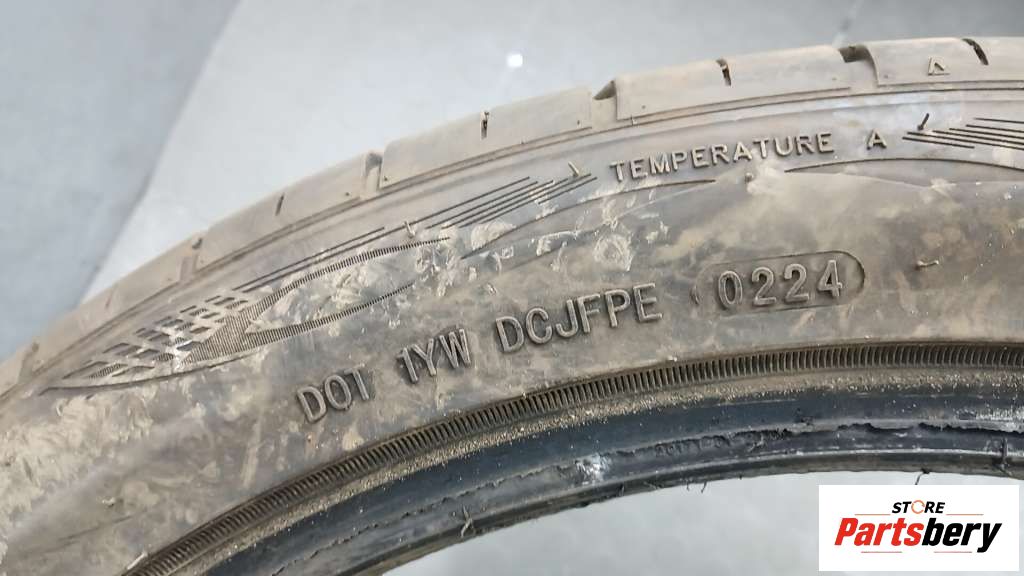 TEMPERATURE A
DOT 1YW DCJFPE 0224
STORE
Partsbery